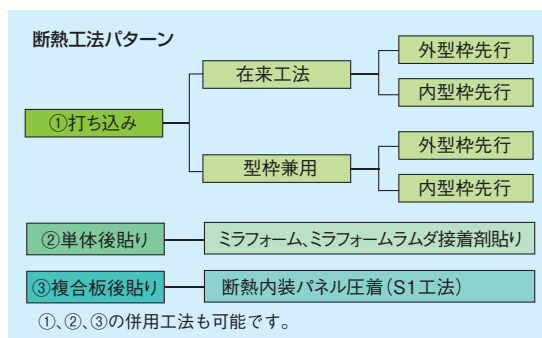 断熱工法パターン
①打ち込み
在来工法
外型枠先行
内型枠先行
型枠兼用
外型枠先行
内型枠先行
②単体後貼り
ミラフォーム、ミラフォームラムダ接着剤貼り
③複合板後貼り
断熱内装パネル圧着（S1工法）
①、②、③の併用工法も可能です。